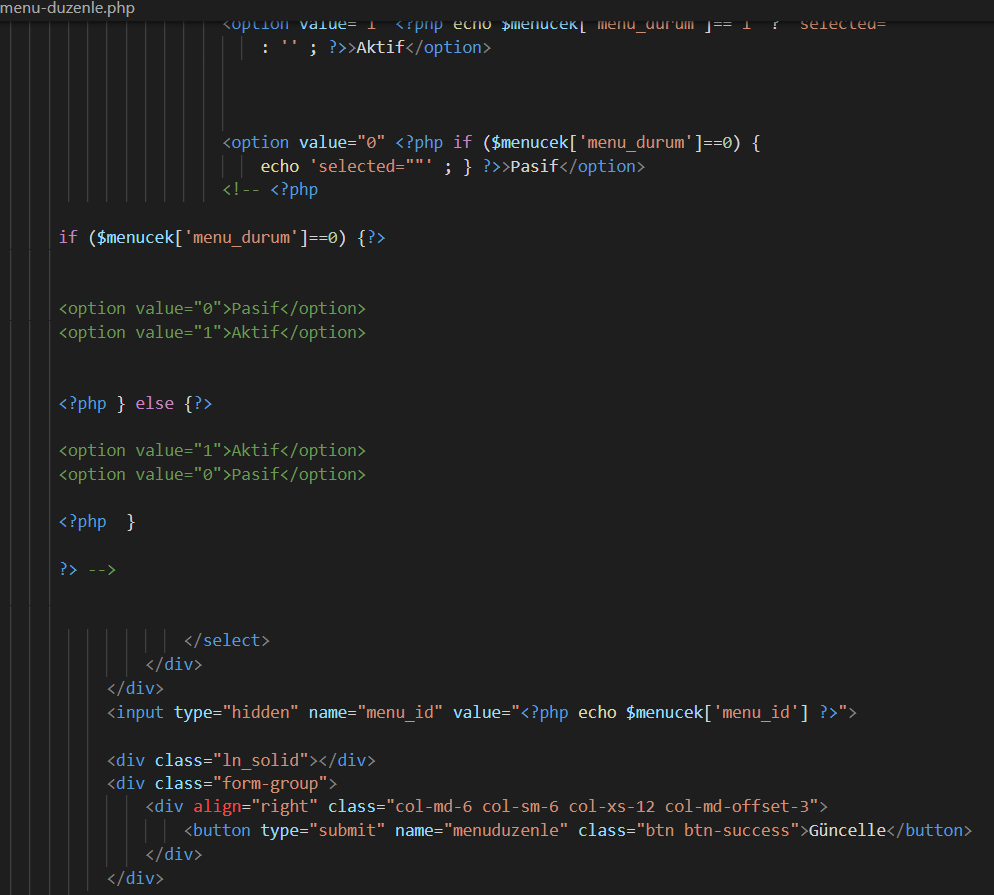 menu-duzenle.php
<option value="1" <?php echo $menucek['menu_durum']=='1' ? 'selected=
: '' ; ?>>Aktif</option>
<option value="0" <?php if ($menucek['menu_durum']==0) {
echo 'selected=""' ; } ?>>Pasif</option>
<!-- <?php
if ($menucek['menu_durum']==0) {?>
<option value="0">Pasif</option>
<option value="1">Aktif</option>
<?php } else {?>
<option value="1">Aktif</option>
<option value="0">Pasif</option>
<?php  }
?> -->
</select>
</div>
</div>
<input type="hidden" name="menu_id" value="<?php echo $menucek['menu_id'] ?>">
<div class="ln_solid"></div>
<div class="form-group">
<div align="right" class="col-md-6 col-sm-6 col-xs-12 col-md-offset-3">
<button type="submit" name="menuduzenle" class="btn btn-success">Güncelle</button>
</div>
</div>